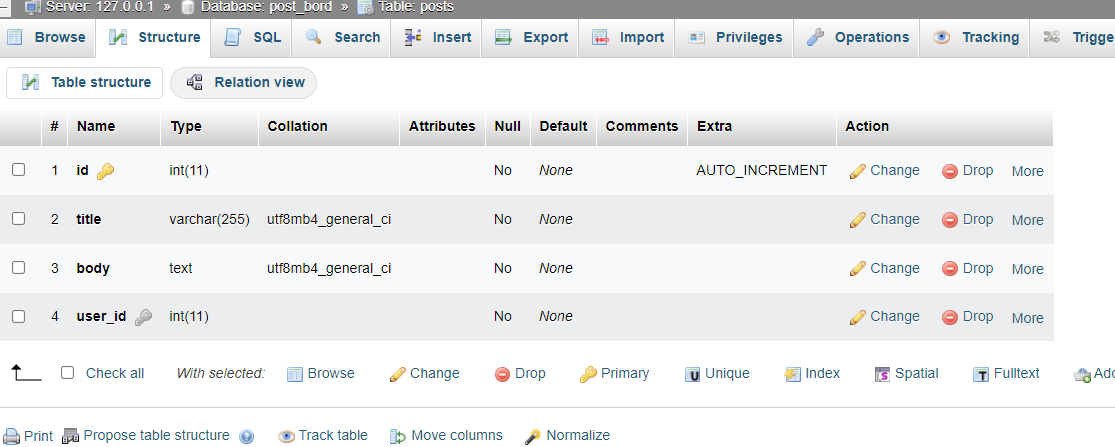 Server: 127.0.0.1 » Database: post_bord » Table: posts
Browse Structure SQL Search Insert Export Import Privileges Operations Tracking Trigge
Table structure Relation view
# Name Type Collation Attributes Null Default Comments Extra Action
1 id int(11) No None AUTO_INCREMENT Change Drop More
2 title varchar(255) utf8mb4_general_ci No None Change Drop More
3 body text utf8mb4_general_ci No None Change Drop More
4 user_id int(11) No None Change Drop More
Check all With selected: Browse Change Drop Primary Unique Index Spatial Fulltext Add
Print Propose table structure Track table Move columns Normalize